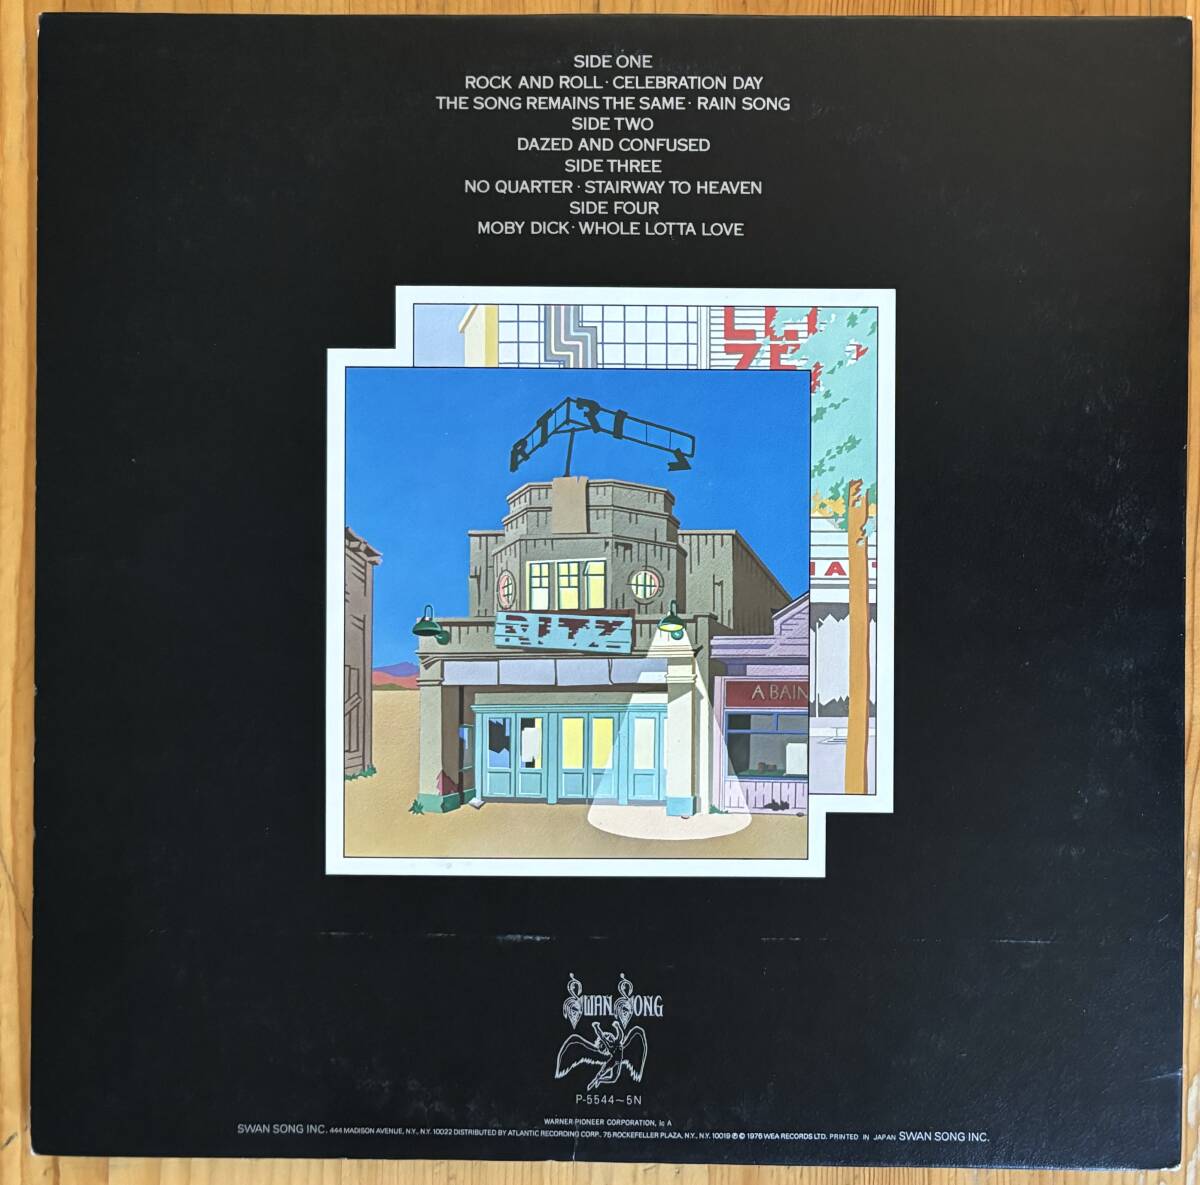 SIDE ONE
ROCK AND ROLL · CELEBRATION DAY
THE SONG REMAINS THE SAME · RAIN SONG
SIDE TWO
DAZED AND CONFUSED
SIDE THREE
NO QUARTER · STAIRWAY TO HEAVEN
SIDE FOUR
MOBY DICK · WHOLE LOTTA LOVE
RITZ
A BAIN
SWAN SONG
P-5544~5N
WARNER PIONEER CORPORATION,
SWAN SONG INC. 444 MADISON AVENUE, N.Y., N.Y. 10022 DISTRIBUTED BY ATLANTIC RECORDING CORP., 75 ROCKEFELLER PLAZA, N.Y., N.Y. 10019 ℗ © 1976 WEA RECORDS LTD. PRINTED IN JAPAN SWAN SONG INC.